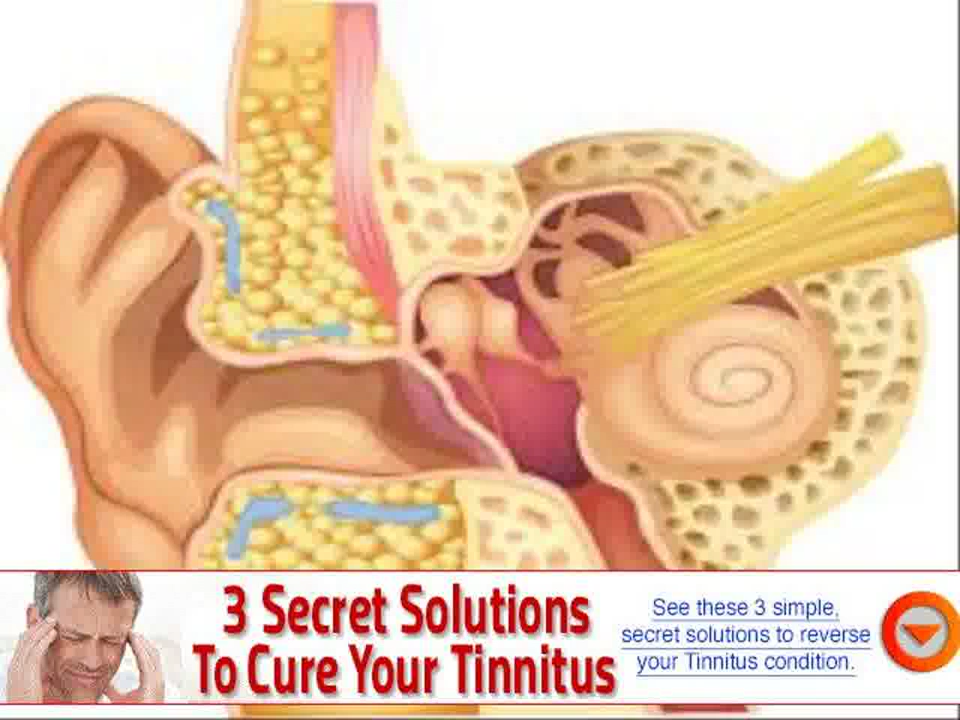 3 Secret Solutions
To Cure Your Tinnitus
See these 3 simple,
secret solutions to reverse
your Tinnitus condition.